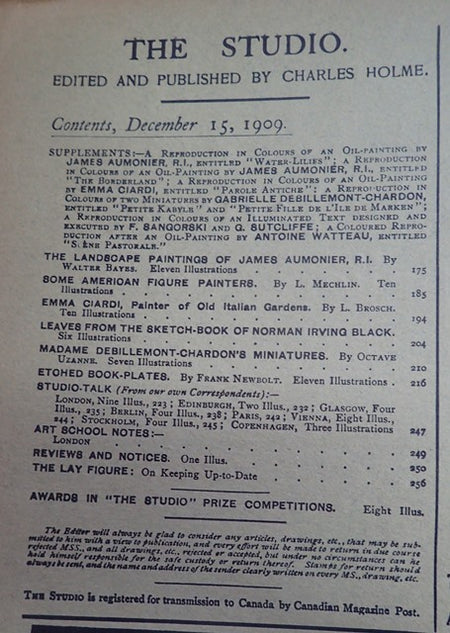 THE STUDIO.
EDITED AND PUBLISHED BY CHARLES HOLME.
Contents, December 15, 1909.
SUPPLEMENTS:—A Reproduction in Colours of an Oil-painting by
JAMES AUMONIER, R.I., entitled "Water-Lilies"; a Reproduction
in Colours of an Oil-Painting by JAMES AUMONIER, R.I., entitled
"The Borderland"; a Reproduction in Colours of an Oil-Painting
by EMMA CIARDI, entitled "Parole Antiche"; a Reproduction in
Colours of two Miniatures by GABRIELLE DEBILLEMONT-CHARDON,
entitled "Petite Kabyle" and "Petite Fille de L'Ile de Marken";
a Reproduction in Colours of an Illuminated Text designed and
executed by F. SANGORSKI and G. SUTCLIFFE; a Coloured Repro-
duction after an Oil-Painting by ANTOINE WATTEAU, entitled
"Scène Pastorale."
THE LANDSCAPE PAINTINGS OF JAMES AUMONIER, R.I. By
Walter Bayes. Eleven Illustrations . . . . . . 175
SOME AMERICAN FIGURE PAINTERS. By L. Mechlin. Ten
Illustrations . . . . . . . . . . 185
EMMA CIARDI, Painter of Old Italian Gardens. By L. Brosch.
Ten Illustrations . . . . . . . . . 194
LEAVES FROM THE SKETCH-BOOK OF NORMAN IRVING BLACK.
Six Illustrations . . . . . . . . . 204
MADAME DEBILLEMONT-CHARDON'S MINIATURES. By Octave
Uzanne. Seven Illustrations . . . . . . . 210
ETCHED BOOK-PLATES. By Frank Newbolt. Eleven Illustrations . 216
STUDIO-TALK (From our own Correspondents):—
London, Nine Illus., 223; Edinburgh, Two Illus., 232; Glasgow, Four
Illus., 235; Berlin, Four Illus., 238; Paris, 242; Vienna, Eight Illus.,
244; Stockholm, Four Illus., 245; Copenhagen, Three Illustrations 247
ART SCHOOL NOTES:—
London . . . . . . . . . . 249
REVIEWS AND NOTICES. One Illus. . . . . . 250
THE LAY FIGURE: On Keeping Up-to-Date . . . . . 256
AWARDS IN "THE STUDIO" PRIZE COMPETITIONS. Eight Illus.
The Editor will always be glad to consider any articles, drawings, etc., that may be sub-
mitted to him with a view to publication, and every effort will be made to return in due course
rejected MSS., and all drawings, etc., rejected or accepted, but under no circumstances can he
hold himself responsible for the safe custody or return thereof. Stamps for return should
always be sent, and the name and address of the sender clearly written on every MS., drawing, etc.
The Studio is registered for transmission to Canada by Canadian Magazine Post.